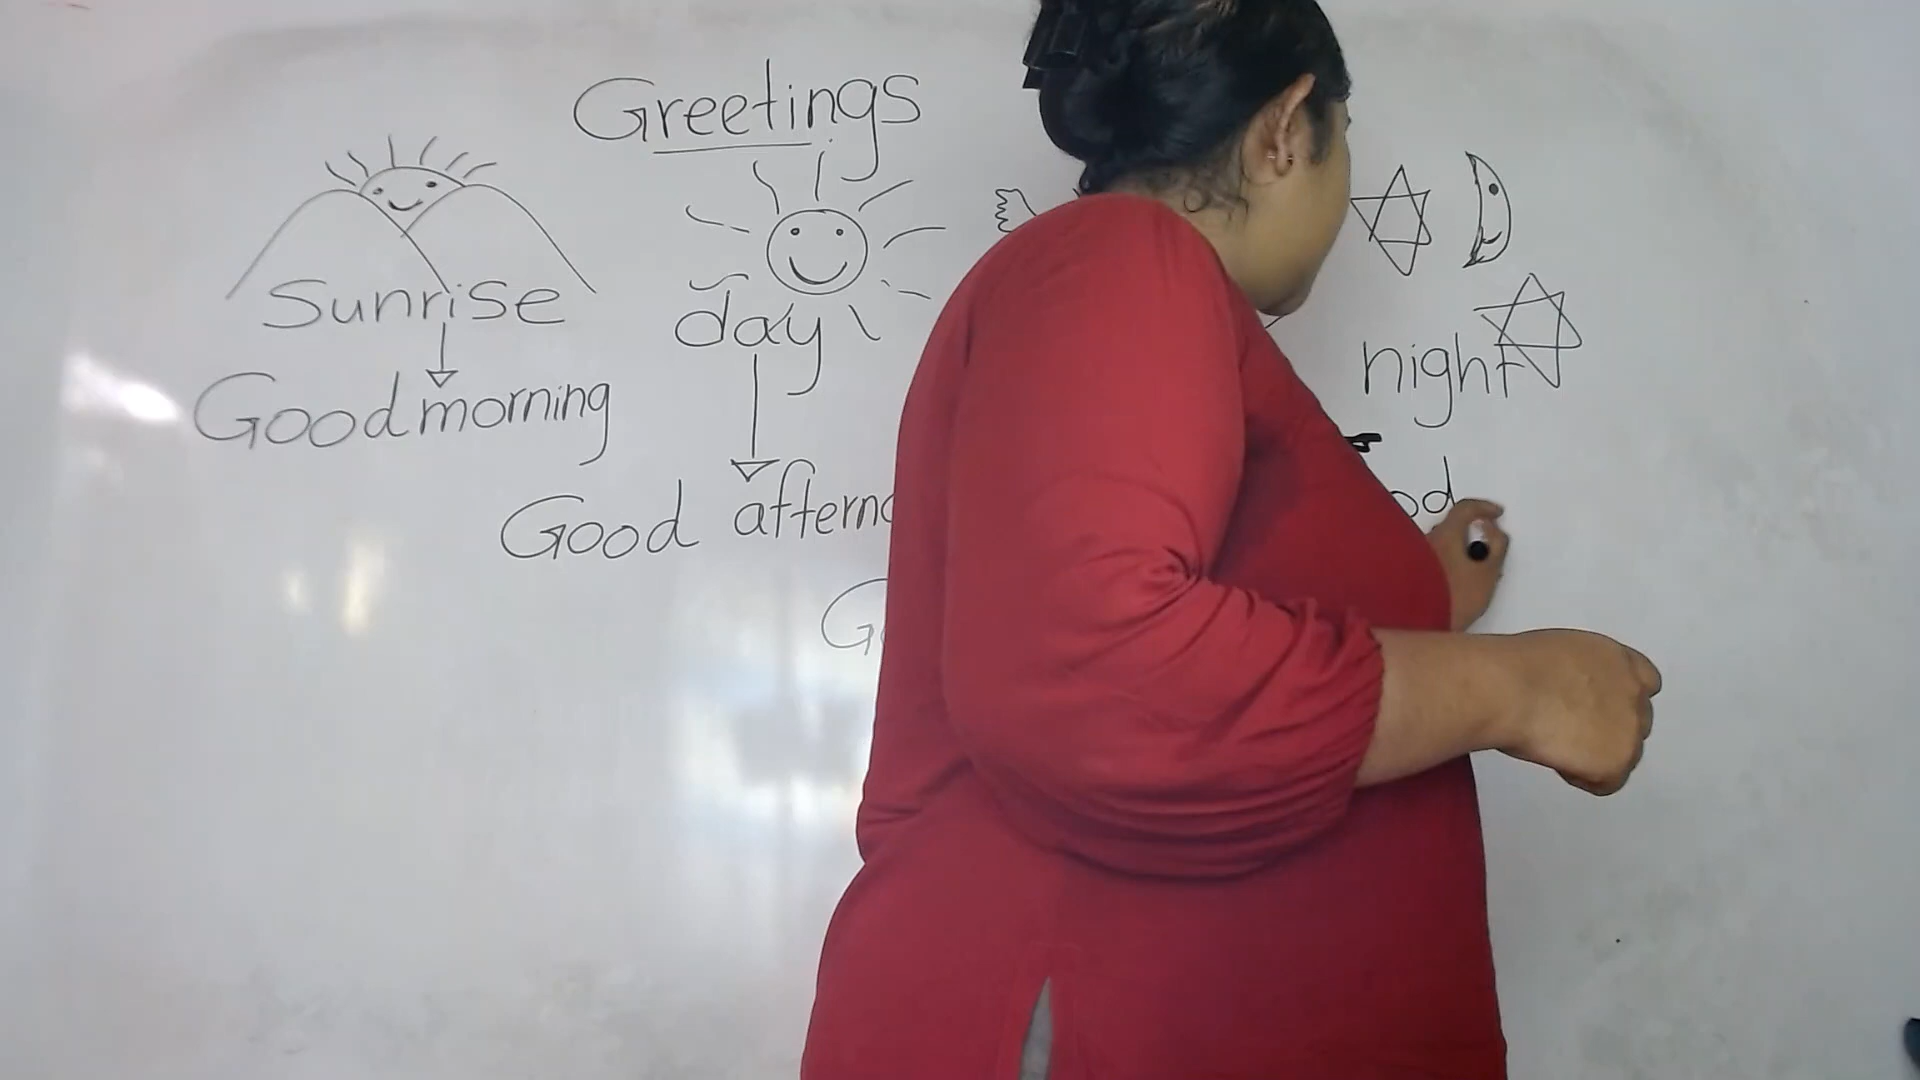 Greetings
Sunrise
day
night
Good morning
Good afterno
od
G